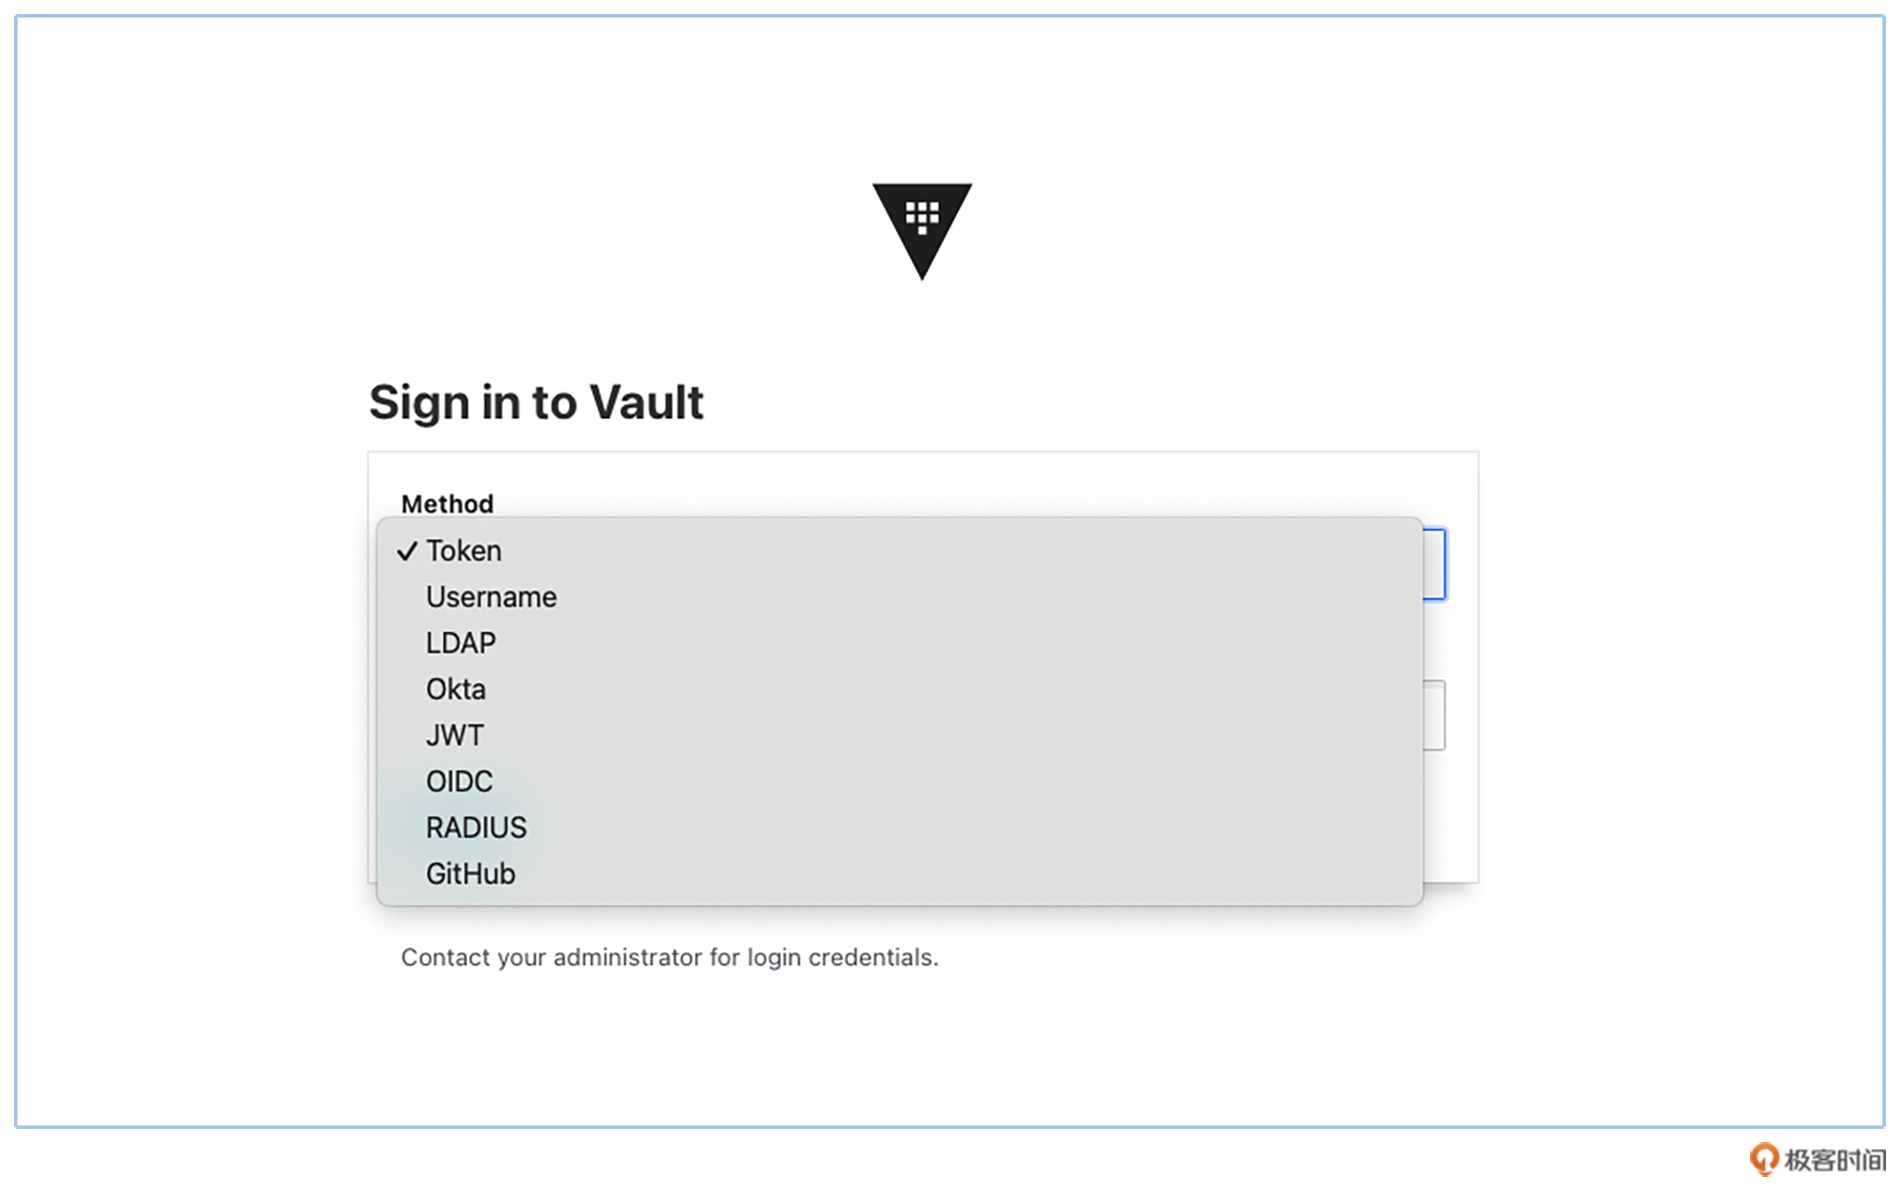 Sign in to Vault
Method
✓ Token
Username
LDAP
Okta
JWT
OIDC
RADIUS
GitHub
Contact your administrator for login credentials.
极客时间